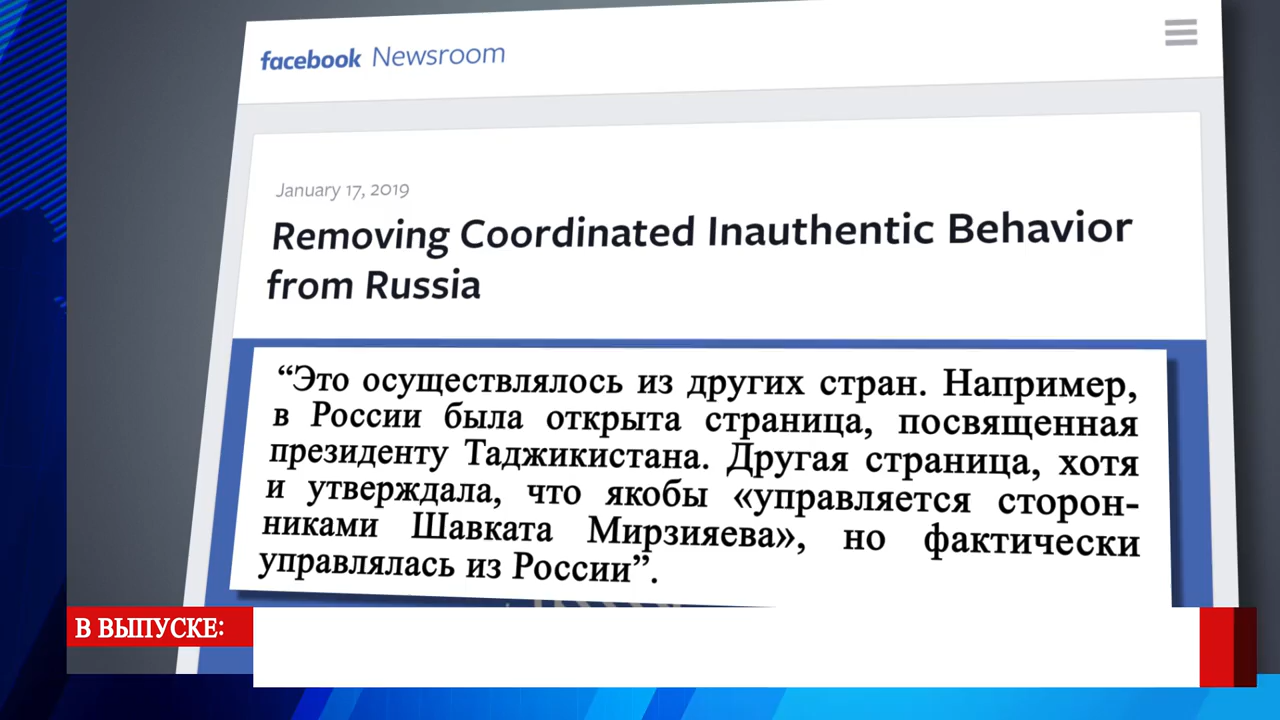 facebook Newsroom
January 17, 2019
Removing Coordinated Inauthentic Behavior
from Russia
“Это осуществлялось из других стран. Например,
в России была открыта страница, посвященная
президенту Таджикистана. Другая страница, хотя
и утверждала, что якобы «управляется сторон-
никами Шавката Мирзияева», но фактически
управлялась из России”.
В ВЫПУСКЕ: